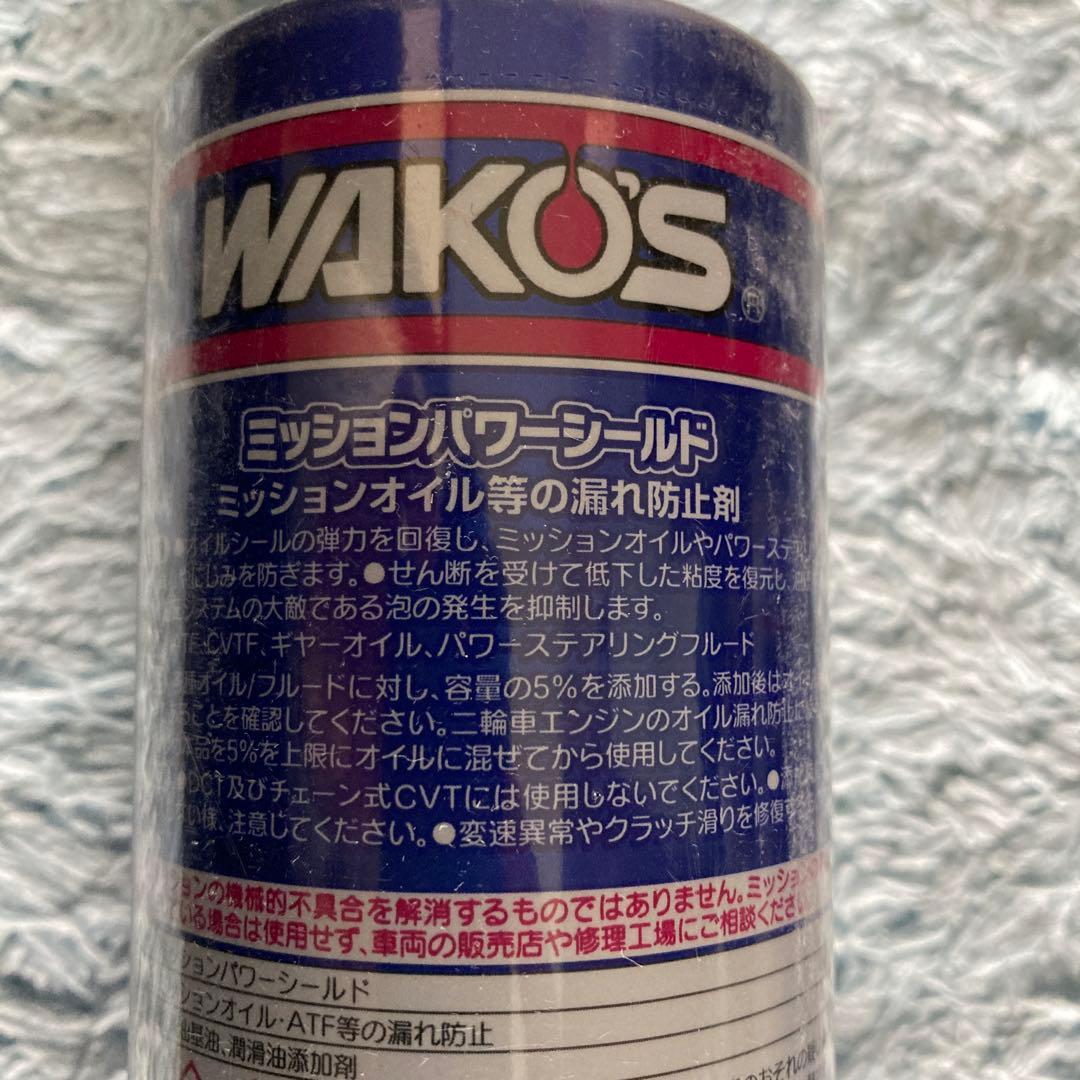 WAKO'S
ミッションパワーシールド
ミッションオイル等の漏れ防止剤
●オイルシールの弾力を回復し、ミッションオイルやパワーステ
にじみを防ぎます。●せん断を受けて低下した粘度を復元し、
システムの大敵である泡の発生を抑制します。
CVTF、ギヤーオイル、パワーステアリングフルード
オイル/フルードに対し、容量の5%を添加する。添加後は
ことを確認してください。二輪車エンジンのオイル漏れ防止
品を5%を上限にオイルに混ぜてから使用してください。
DCT及びチェーン式CVTには使用しないでください。●
い様、注意してください。●変速異常やクラッチ滑りを修復する
ションの機械的不具合を解消するものではありません。ミッション
いる場合は使用せず、車両の販売店や修理工場にご相談ください
ションパワーシールド
ションオイル・ATF等の漏れ防止
油、潤滑油添加剤
のおそれの